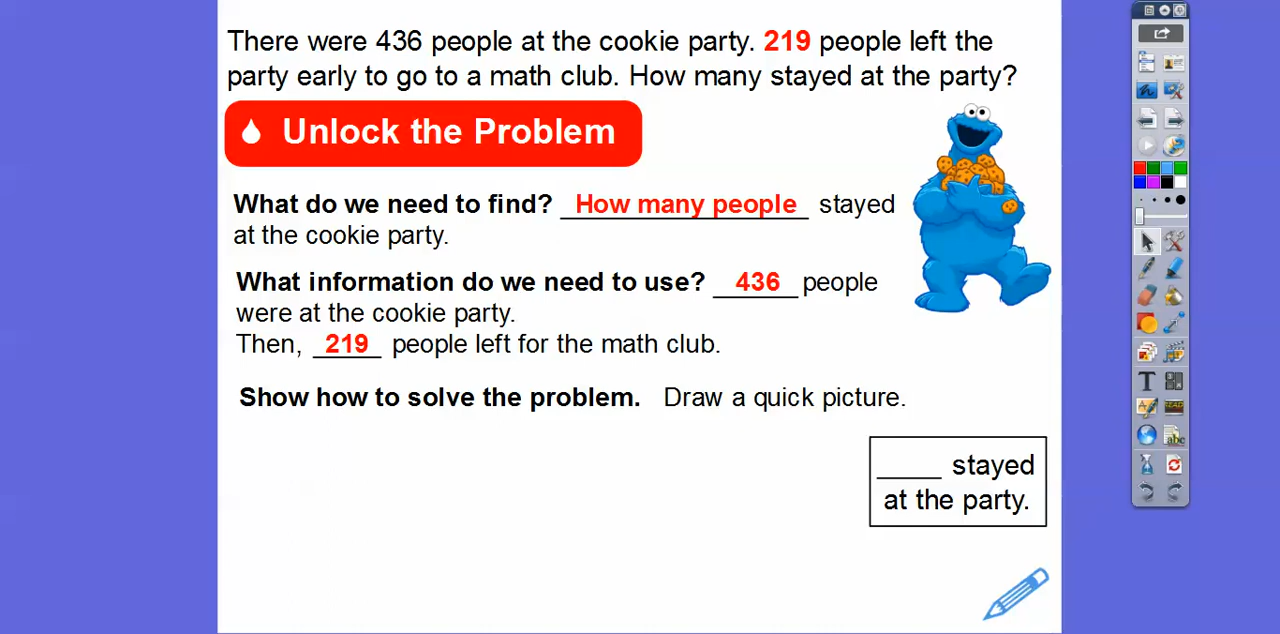 There were 436 people at the cookie party. 219 people left the
party early to go to a math club. How many stayed at the party?
Unlock the Problem
What do we need to find? How many people stayed
at the cookie party.
What information do we need to use? 436 people
were at the cookie party.
Then, 219 people left for the math club.
Show how to solve the problem. Draw a quick picture.
_____ stayed
at the party.